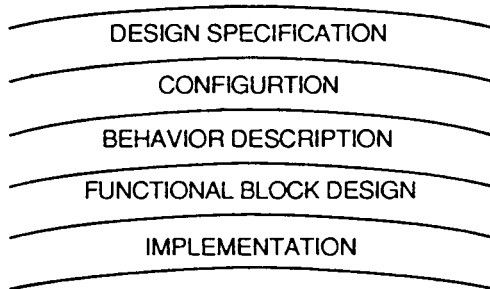 DESIGN SPECIFICATION
CONFIGURTION
BEHAVIOR DESCRIPTION
FUNCTIONAL BLOCK DESIGN
IMPLEMENTATION